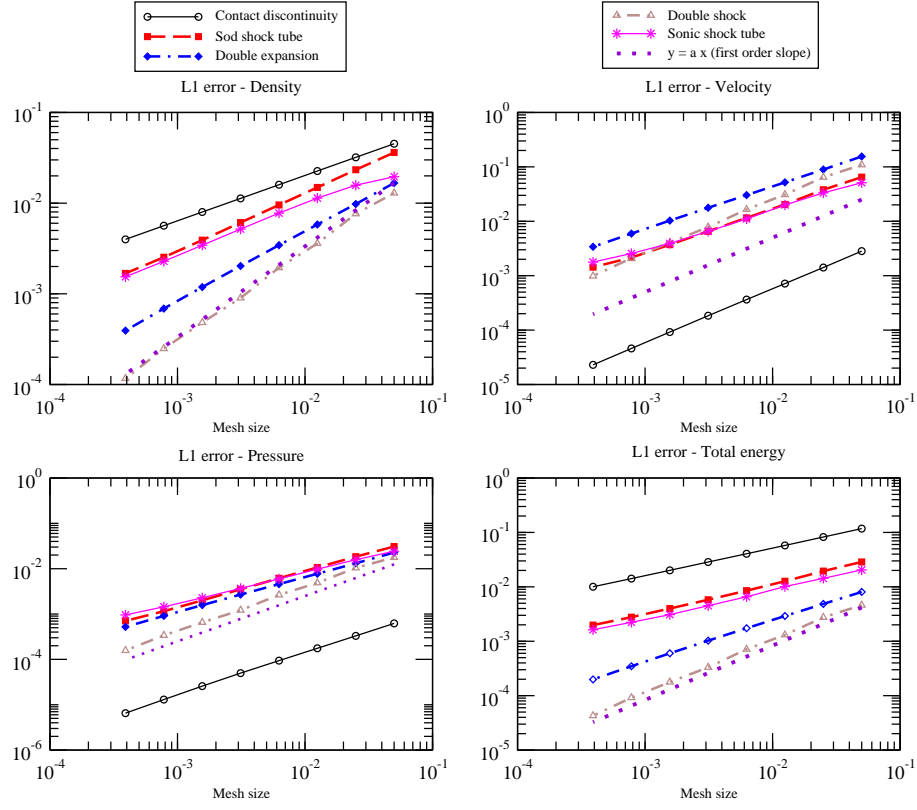 Contact discontinuity
Sod shock tube
Double expansion
Double shock
Sonic shock tube
y = a x (first order slope)
L1 error - Density
10^-1
10^-2
10^-3
10^-4
10^-4 10^-3 10^-2 10^-1
Mesh size
L1 error - Velocity
10^0
10^-1
10^-2
10^-3
10^-4
10^-5
10^-4 10^-3 10^-2 10^-1
Mesh size
L1 error - Pressure
10^0
10^-2
10^-4
10^-6
10^-4 10^-3 10^-2 10^-1
Mesh size
L1 error - Total energy
10^0
10^-1
10^-2
10^-3
10^-4
10^-5
10^-4 10^-3 10^-2 10^-1
Mesh size